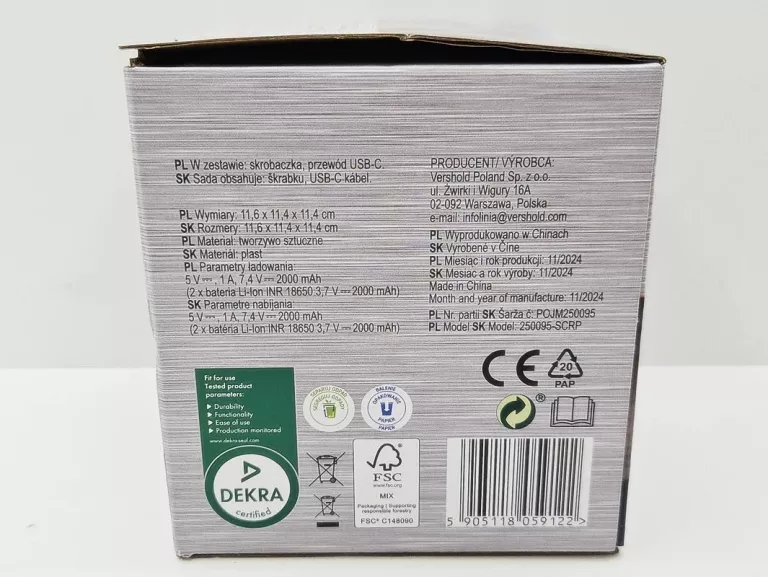 PL W zestawie: skrobaczka, przewód USB-C.
SK Sada obsahuje: škrabku, USB-C kábel.
PL Wymiary: 11,6 x 11,4 x 11,4 cm
SK Rozmery: 11,6 x 11,4 x 11,4 cm
PL Materiał: tworzywo sztuczne
SK Materiál: plast
PL Parametry ładowania:
5 V⎓, 1 A, 7,4 V⎓2000 mAh
(2 x bateria Li-Ion INR 18650 3,7 V⎓2000 mAh)
SK Parametre nabíjania:
5 V⎓, 1 A, 7,4 V⎓2000 mAh
(2 x batéria Li-Ion INR 18650 3,7 V⎓2000 mAh)
PRODUCENT/ VÝROBCA:
Vershold Poland Sp. z o.o.
ul. Żwirki i Wigury 16A
02-092 Warszawa, Polska
e-mail: infolinia@vershold.com
PL Wyprodukowano w Chinach
SK Vyrobené v Číne
PL Miesiąc i rok produkcji: 11/2024
SK Mesiac a rok výroby: 11/2024
Made in China
Month and year of manufacture: 11/2024
PL Nr. partii SK Šarža č: POJM250095
PL Model SK Model: 250095-SCRP
CE
20
PAP
®
Fit for use
Tested product
parameters:
Durability
Functionality
Ease of use
Production monitored
www.dekra-seal.com
DEKRA
certified
BALENIE
OPAKOWANIE
PAPIER
PAPIER
FSC
www.fsc.org
MIX
Packaging | Supporting
responsible forestry
FSC® C148090
5 905118 059122 >